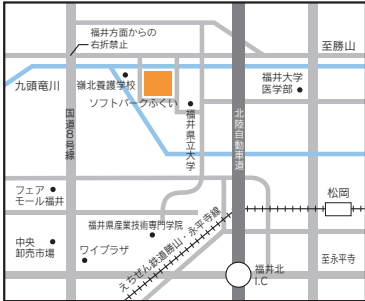 福井方面からの
右折禁止
至勝山
九頭竜川
嶺北養護学校
ソフトパークふくい
福井大学
医学部
国道8号線
福井県立大学
北陸自動車道
フェア
モール福井
松岡
福井県産業技術専門学院
中央
卸売市場
ワイプラザ
えちぜん鉄道勝山・永平寺線
福井北
I.C
至永平寺